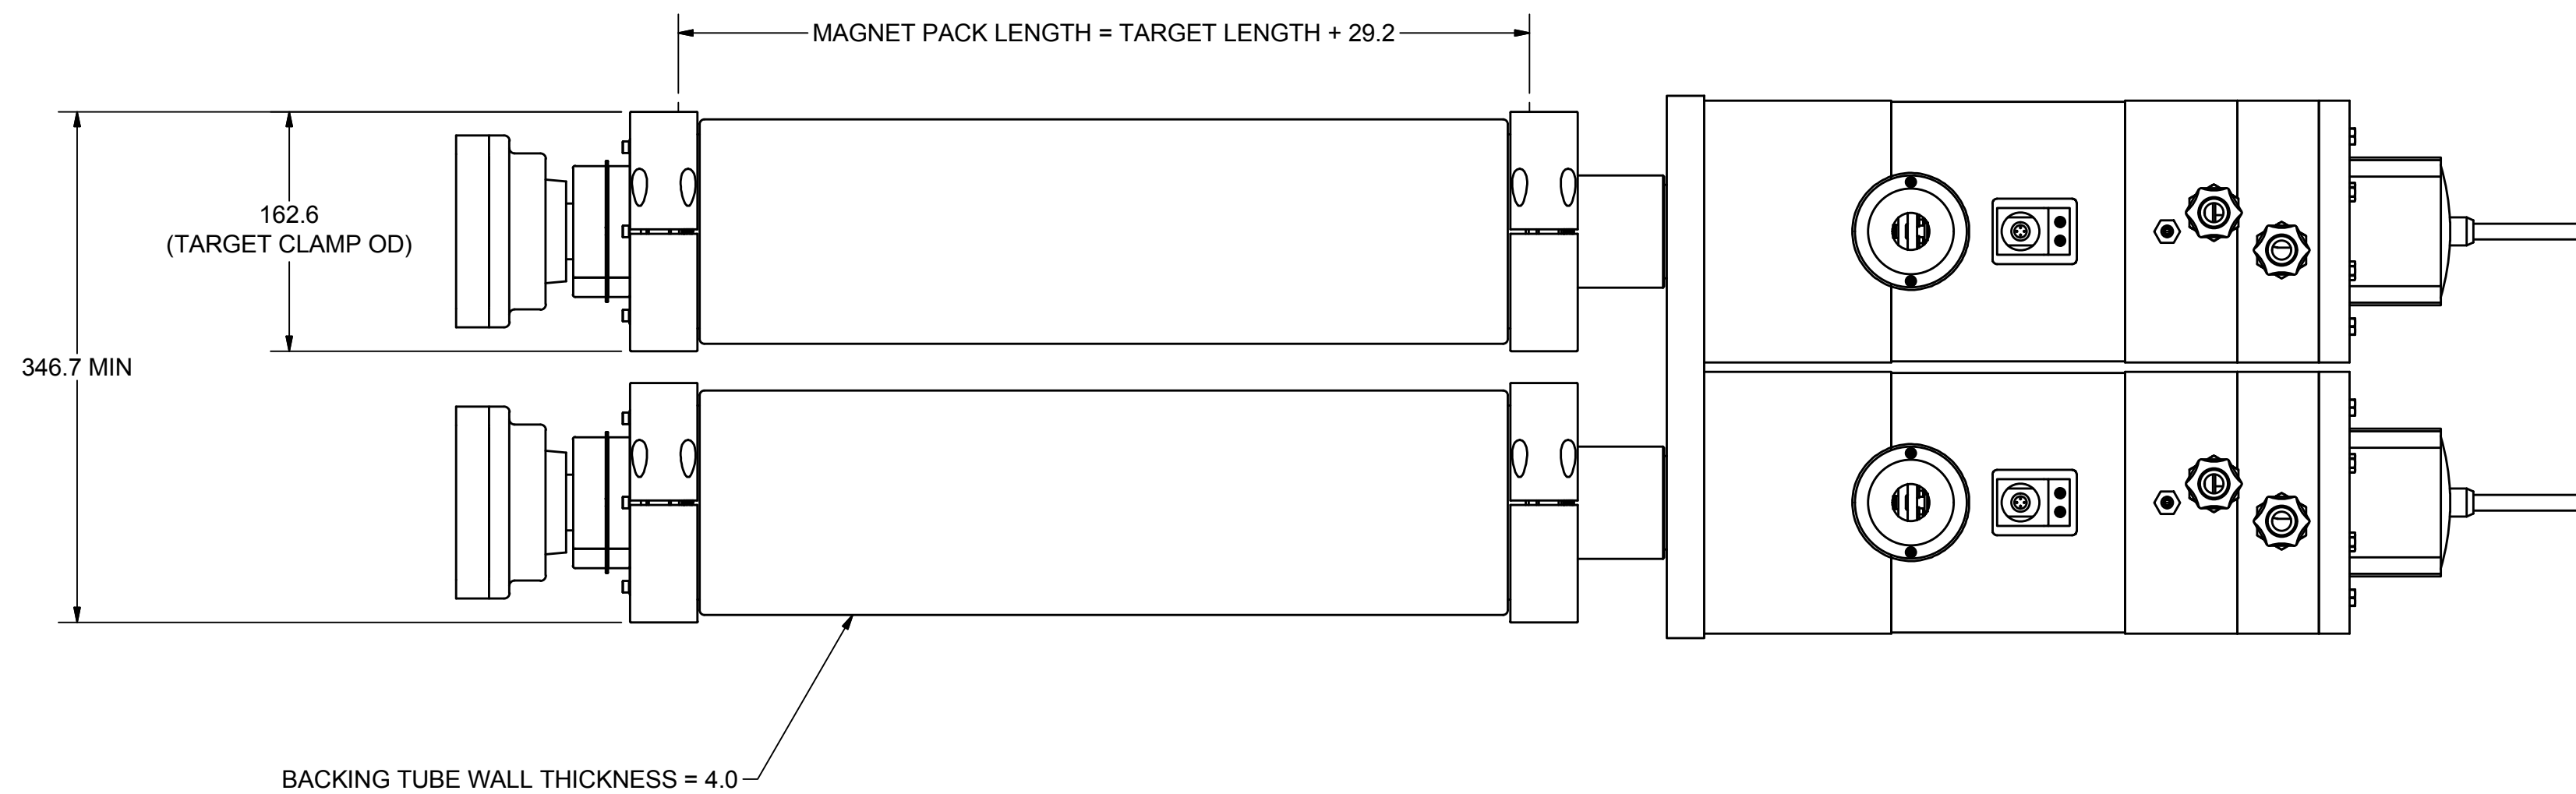 MAGNET PACK LENGTH = TARGET LENGTH + 29.2
162.6
(TARGET CLAMP OD)
346.7 MIN
BACKING TUBE WALL THICKNESS = 4.0